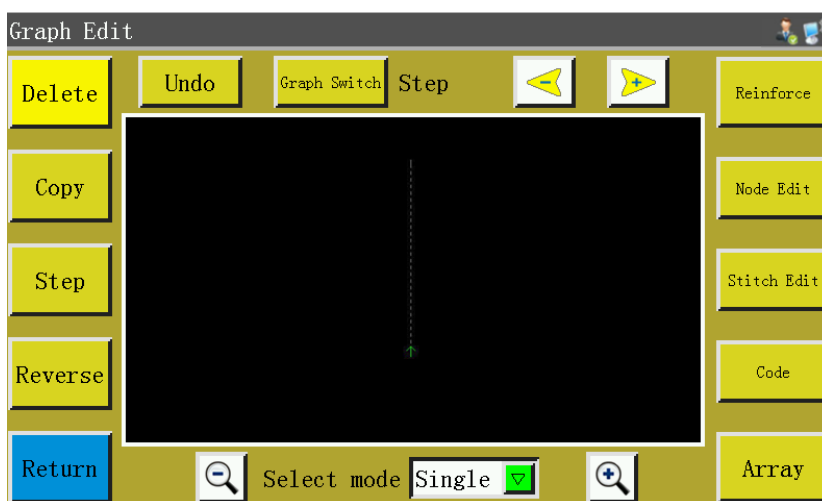 Graph Edit
Delete
Undo
Graph Switch
Step
Reinforce
Copy
Node Edit
Step
Stitch Edit
Reverse
Code
Return
Select mode
Single
Array